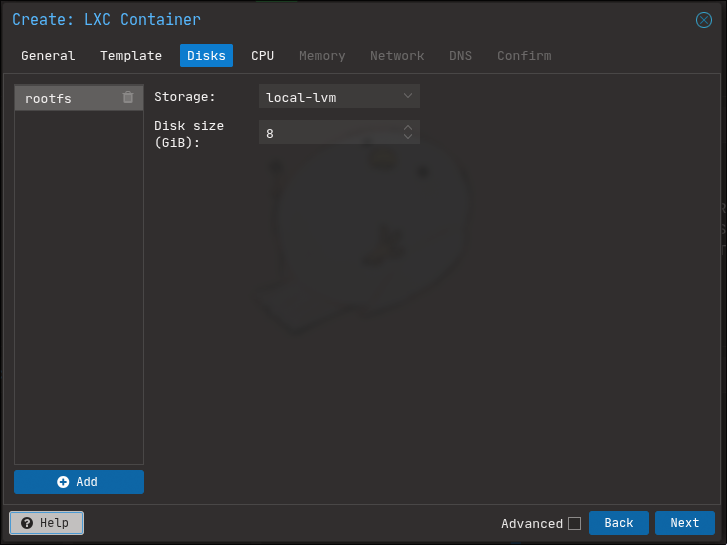 Create: LXC Container
General Template Disks CPU Memory Network DNS Confirm
rootfs
Storage: local-lvm
Disk size (GiB): 8
Add
Help
Advanced Back Next